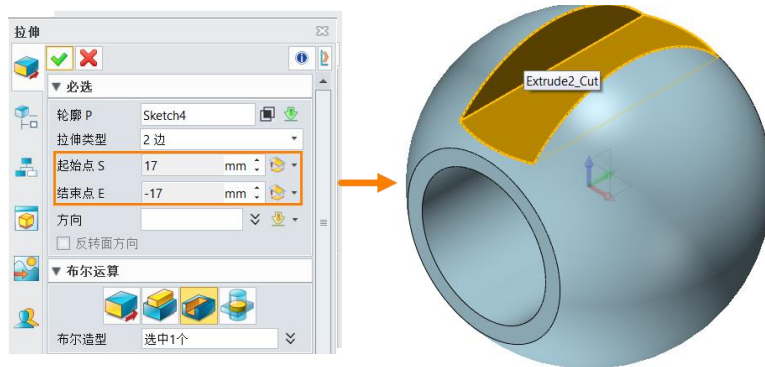 拉伸
▼ 必选
轮廓 P Sketch4
拉伸类型 2 边
起始点 S 17 mm
结束点 E -17 mm
方向
反转面方向
▼ 布尔运算
布尔造型 选中1个
Extrude2_Cut